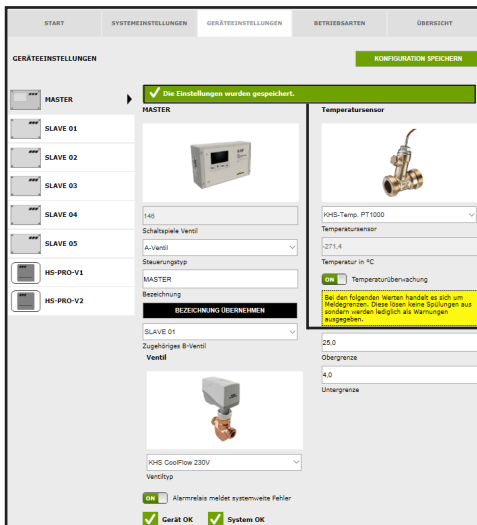 START
SYSTEMEINSTELLUNGEN
GERÄTEEINSTELLUNGEN
BETRIEBSARTEN
ÜBERSICHT
GERÄTEEINSTELLUNGEN
KONFIGURATION SPEICHERN
MASTER
SLAVE 01
SLAVE 02
SLAVE 03
SLAVE 04
SLAVE 05
HS-PRO-V1
HS-PRO-V2
Die Einstellungen wurden gespeichert.
MASTER
146
Schaltspiele Ventil
A-Ventil
Steuerungstyp
MASTER
Bezeichnung
BEZEICHNUNG ÜBERNEHMEN
SLAVE 01
Zugehöriges B-Ventil
Ventil
KHS CoolFlow 230V
Ventiltyp
ON Alarmrelais meldet systemweite Fehler
Gerät OK
System OK
Temperatursensor
KHS-Temp. PT1000
Temperatursensor
-271,4
Temperatur in °C
ON Temperaturüberwachung
Bei den folgenden Werten handelt es sich um
Meldegrenzen. Diese lösen keine Spülungen aus
sondern werden lediglich als Warnungen
ausgegeben.
25,0
Obergrenze
4,0
Untergrenze